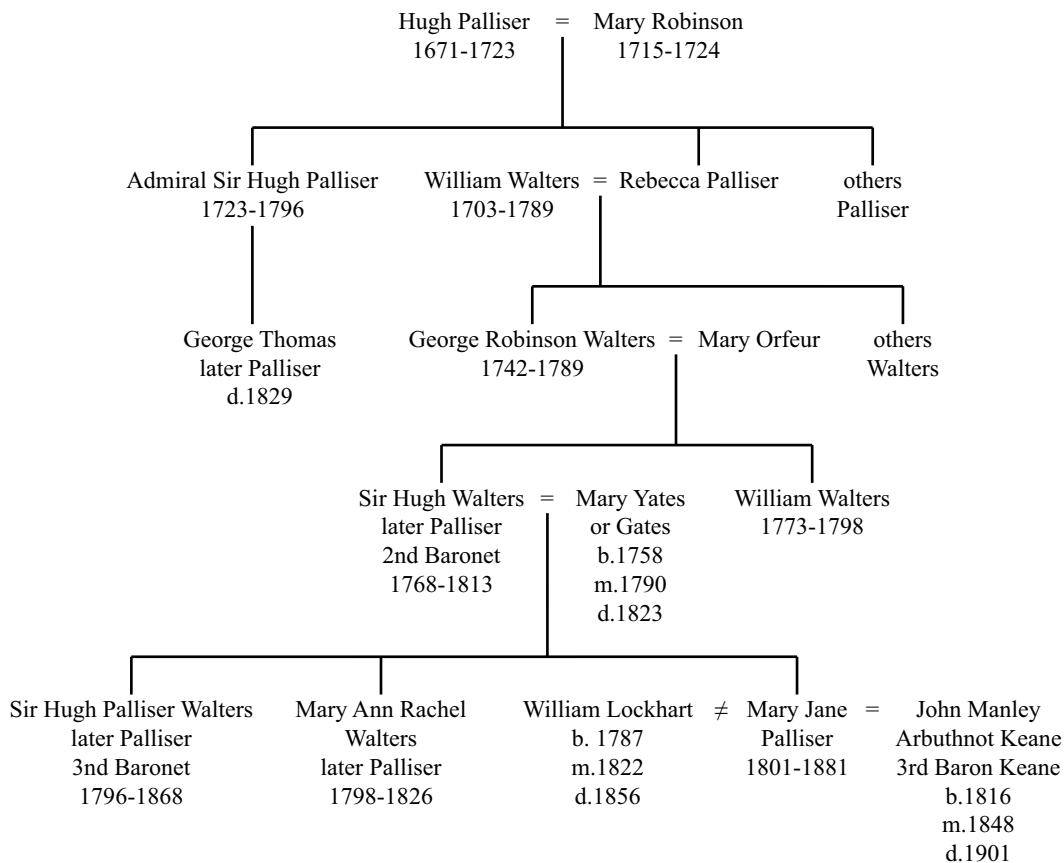 Hugh Palliser = Mary Robinson
1671-1723 1715-1724
Admiral Sir Hugh Palliser William Walters = Rebecca Palliser others
1723-1796 1703-1789 Palliser
George Thomas George Robinson Walters = Mary Orfeur others
later Palliser 1742-1789 Walters
d.1829
Sir Hugh Walters = Mary Yates William Walters
later Palliser or Gates 1773-1798
2nd Baronet b.1758
1768-1813 m.1790
d.1823
Sir Hugh Palliser Walters Mary Ann Rachel William Lockhart ≠ Mary Jane = John Manley
later Palliser Walters b. 1787 Palliser Arbuthnot Keane
3nd Baronet later Palliser m.1822 1801-1881 3rd Baron Keane
1796-1868 1798-1826 d.1856 b.1816
m.1848
d.1901